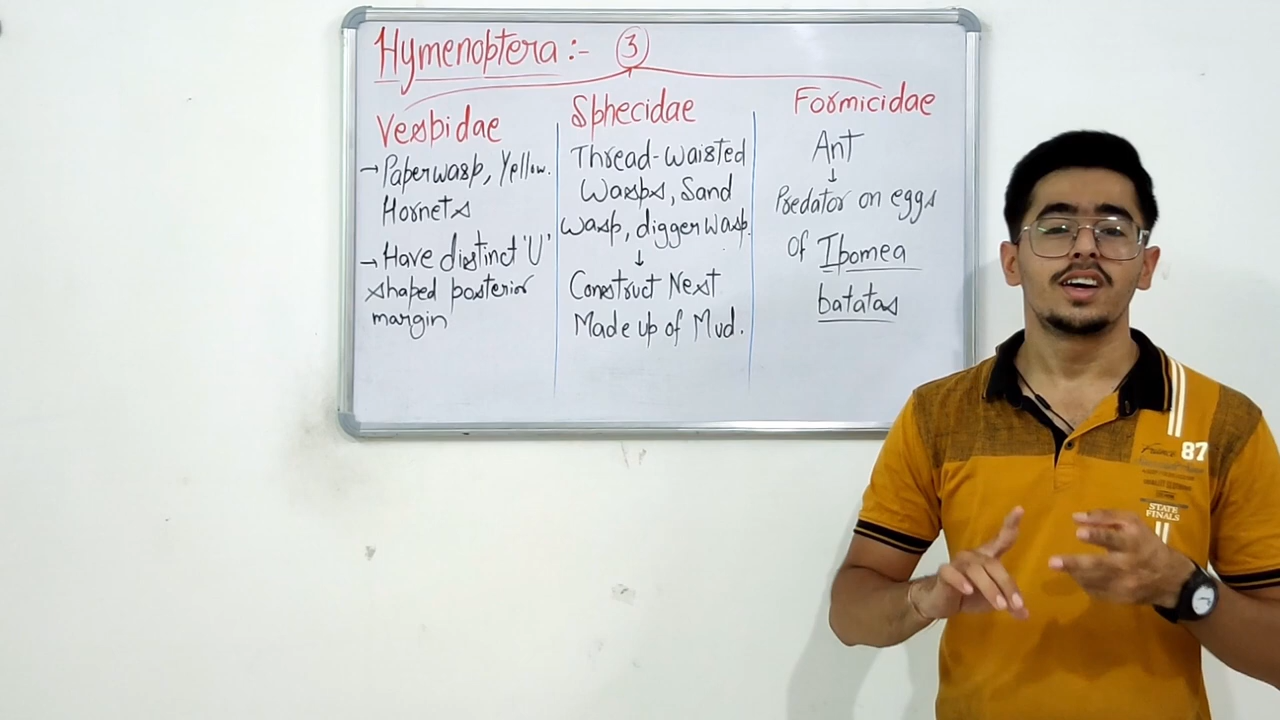 Hymenoptera :- 3
Vespidae
→ Paperwasp, Yellow.
Hornets
→ Have distinct 'U'
shaped posterior
margin
Sphecidae
Thread-Waisted
Wasps, Sand
wasp, digger wasp.
↓
Construct Nest
Made up of Mud.
Formicidae
Ant
↓
Predator on eggs
of Ipomea
batatas
87
STATE
FINALS